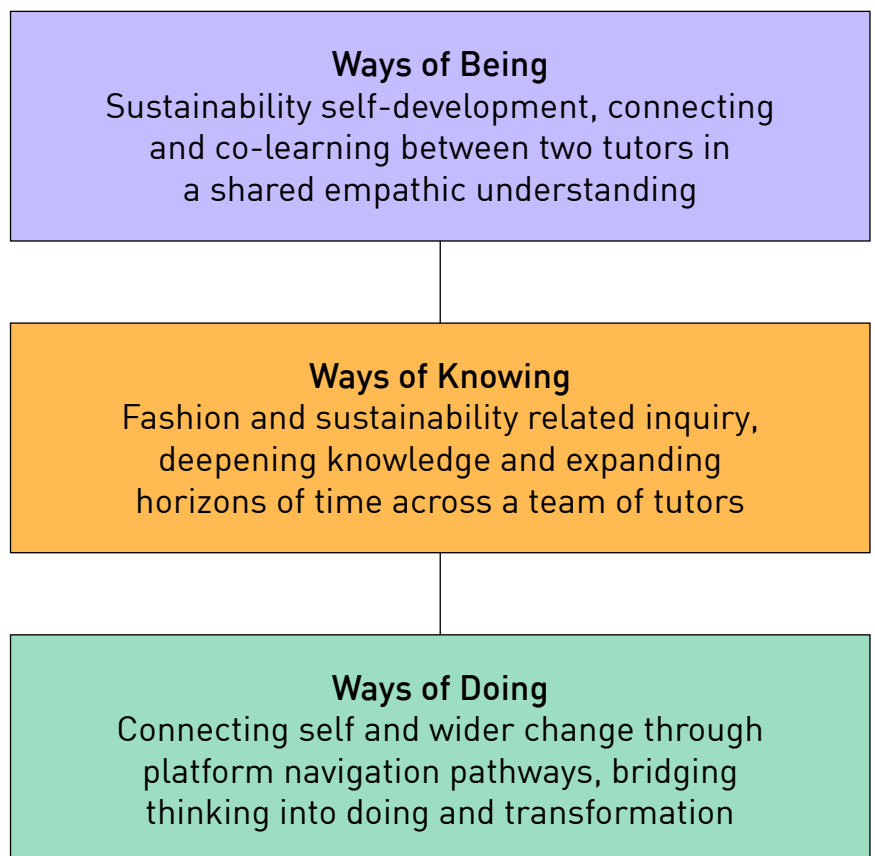 Ways of Being
Sustainability self-development, connecting
and co-learning between two tutors in
a shared empathic understanding
Ways of Knowing
Fashion and sustainability related inquiry,
deepening knowledge and expanding
horizons of time across a team of tutors
Ways of Doing
Connecting self and wider change through
platform navigation pathways, bridging
thinking into doing and transformation